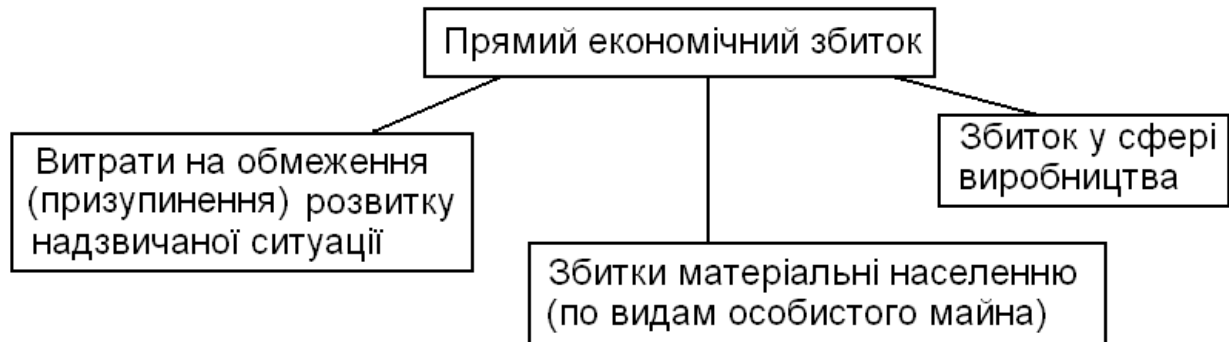 Прямий економічний збиток
Витрати на обмеження
(призупинення) розвитку
надзвичаної ситуації
Збиток у сфері
виробництва
Збитки матеріальні населенню
(по видам особистого майна)